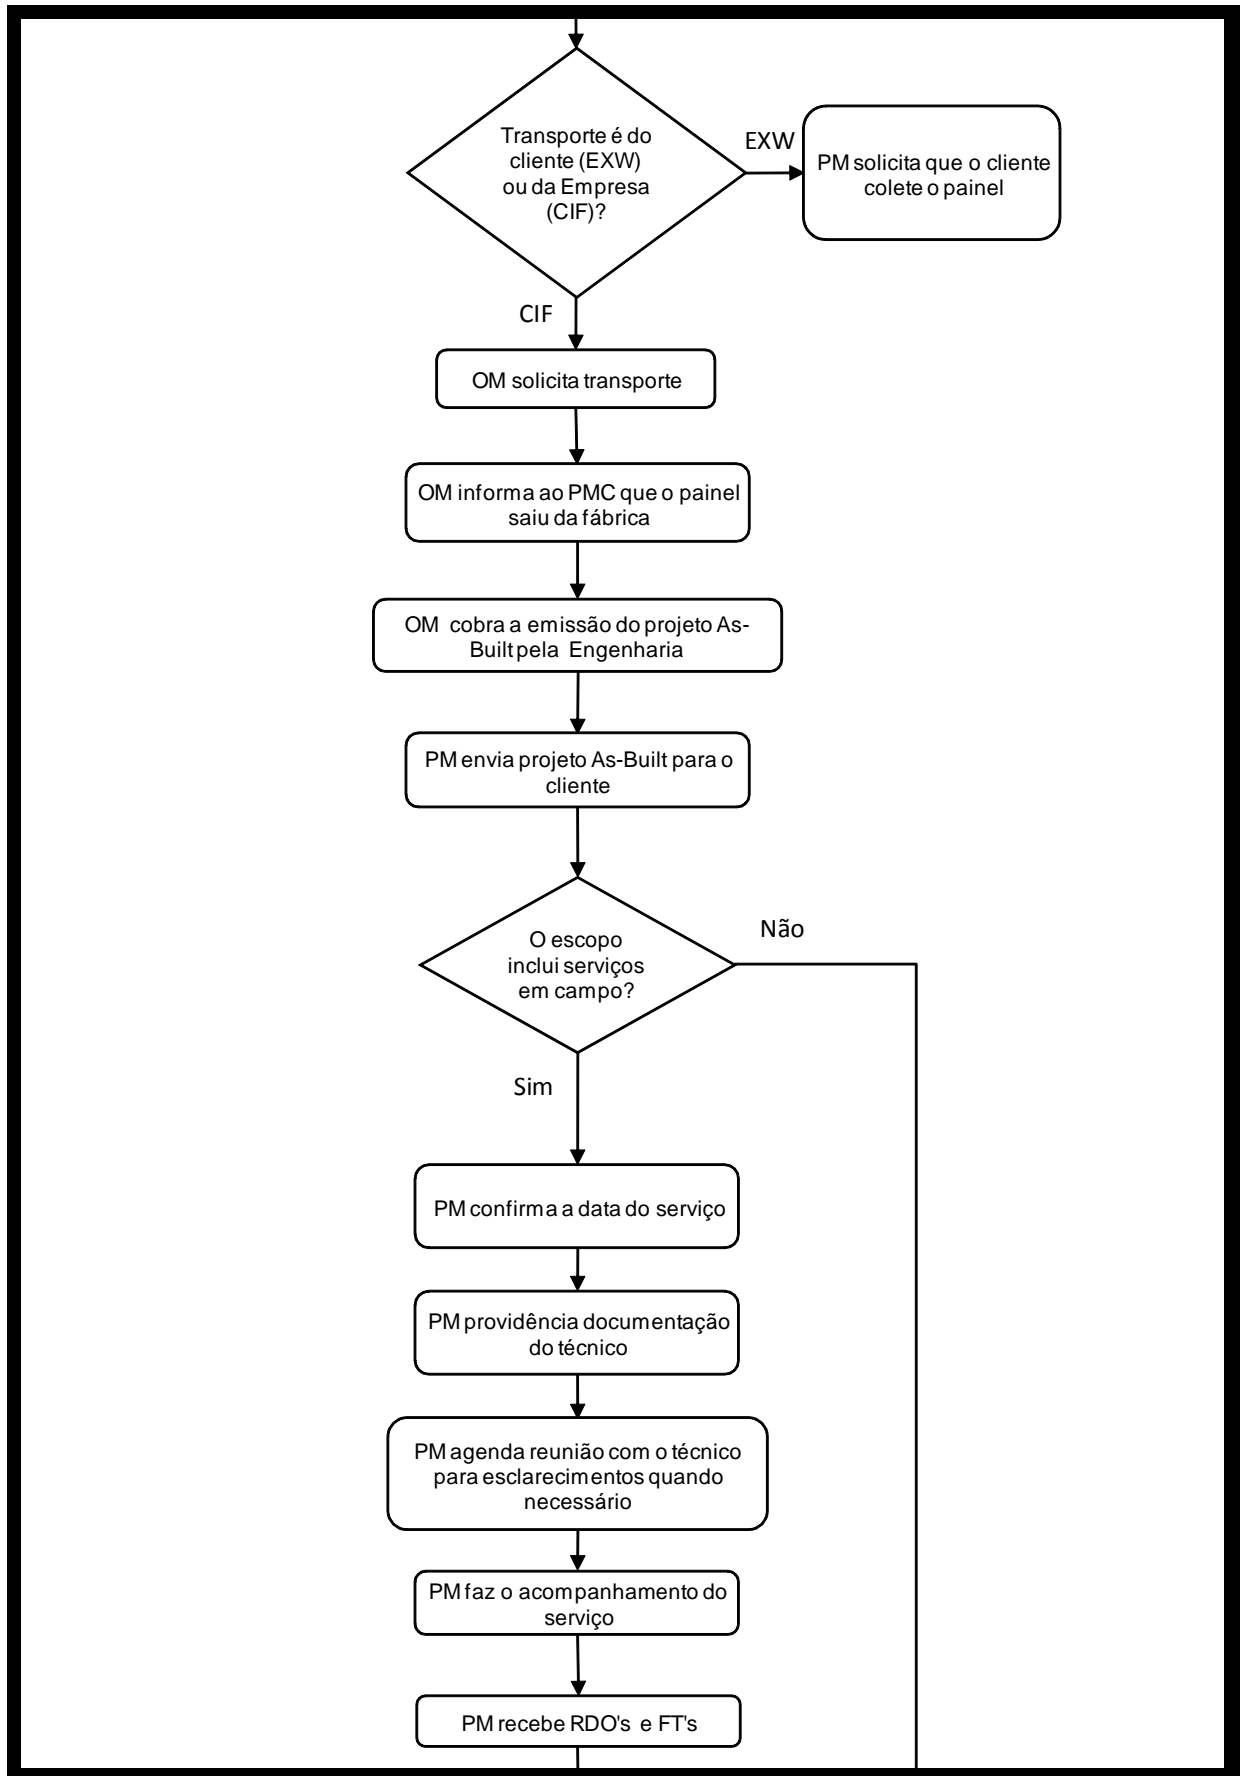 Transporte é do
cliente (EXW)
ou da Empresa
(CIF)?
EXW
PM solicita que o cliente
colete o painel
CIF
OM solicita transporte
OM informa ao PMC que o painel
saiu da fábrica
OM cobra a emissão do projeto As-
Built pela Engenharia
PM envia projeto As-Built para o
cliente
O escopo
inclui serviços
em campo?
Não
Sim
PM confirma a data do serviço
PM providência documentação
do técnico
PM agenda reunião com o técnico
para esclarecimentos quando
necessário
PM faz o acompanhamento do
serviço
PM recebe RDO's e FT's